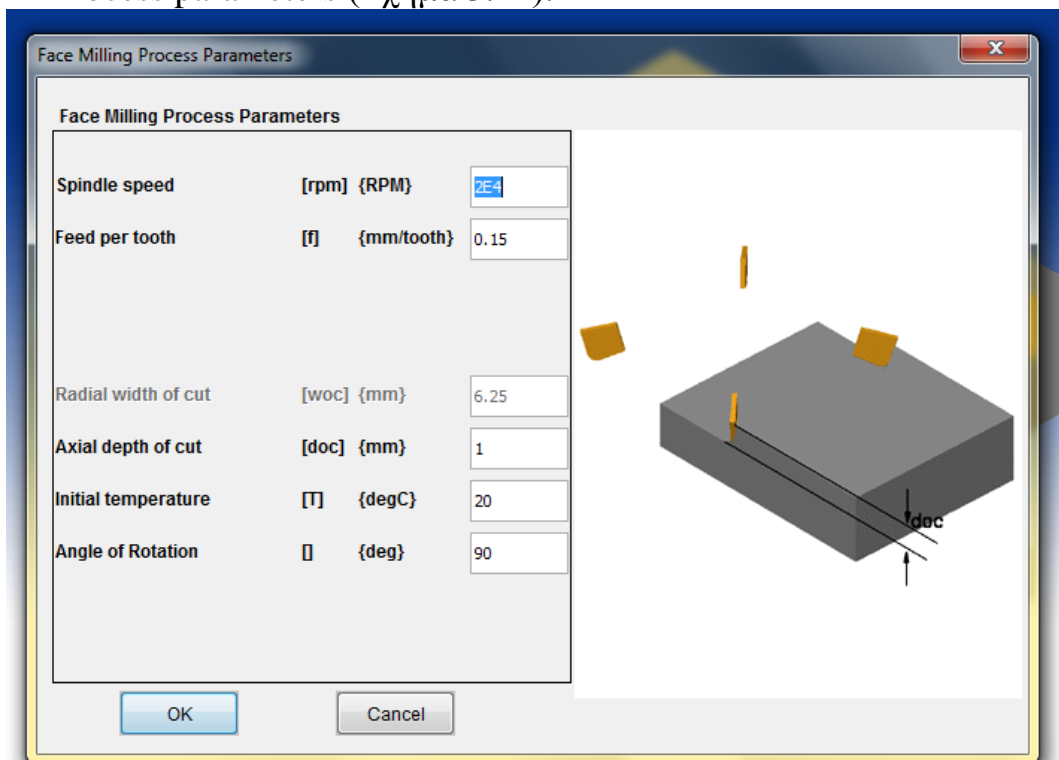 Face Milling Process Parameters
Face Milling Process Parameters
Spindle speed [rpm] {RPM} 2E4
Feed per tooth [f] {mm/tooth} 0.15
Radial width of cut [woc] {mm} 6.25
Axial depth of cut [doc] {mm} 1
Initial temperature [T] {degC} 20
Angle of Rotation [] {deg} 90
doc
OK Cancel